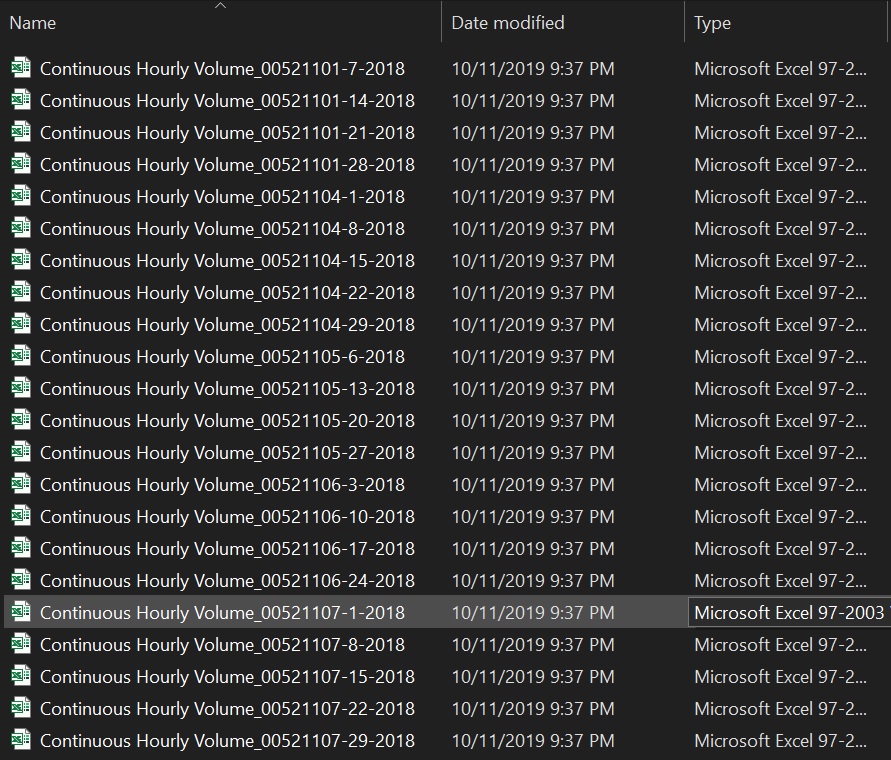 Name Date modified Type
Continuous Hourly Volume_00521101-7-2018 10/11/2019 9:37 PM Microsoft Excel 97-2...
Continuous Hourly Volume_00521101-14-2018 10/11/2019 9:37 PM Microsoft Excel 97-2...
Continuous Hourly Volume_00521101-21-2018 10/11/2019 9:37 PM Microsoft Excel 97-2...
Continuous Hourly Volume_00521101-28-2018 10/11/2019 9:37 PM Microsoft Excel 97-2...
Continuous Hourly Volume_00521104-1-2018 10/11/2019 9:37 PM Microsoft Excel 97-2...
Continuous Hourly Volume_00521104-8-2018 10/11/2019 9:37 PM Microsoft Excel 97-2...
Continuous Hourly Volume_00521104-15-2018 10/11/2019 9:37 PM Microsoft Excel 97-2...
Continuous Hourly Volume_00521104-22-2018 10/11/2019 9:37 PM Microsoft Excel 97-2...
Continuous Hourly Volume_00521104-29-2018 10/11/2019 9:37 PM Microsoft Excel 97-2...
Continuous Hourly Volume_00521105-6-2018 10/11/2019 9:37 PM Microsoft Excel 97-2...
Continuous Hourly Volume_00521105-13-2018 10/11/2019 9:37 PM Microsoft Excel 97-2...
Continuous Hourly Volume_00521105-20-2018 10/11/2019 9:37 PM Microsoft Excel 97-2...
Continuous Hourly Volume_00521105-27-2018 10/11/2019 9:37 PM Microsoft Excel 97-2...
Continuous Hourly Volume_00521106-3-2018 10/11/2019 9:37 PM Microsoft Excel 97-2...
Continuous Hourly Volume_00521106-10-2018 10/11/2019 9:37 PM Microsoft Excel 97-2...
Continuous Hourly Volume_00521106-17-2018 10/11/2019 9:37 PM Microsoft Excel 97-2...
Continuous Hourly Volume_00521106-24-2018 10/11/2019 9:37 PM Microsoft Excel 97-2...
Continuous Hourly Volume_00521107-1-2018 10/11/2019 9:37 PM Microsoft Excel 97-2003
Continuous Hourly Volume_00521107-8-2018 10/11/2019 9:37 PM Microsoft Excel 97-2...
Continuous Hourly Volume_00521107-15-2018 10/11/2019 9:37 PM Microsoft Excel 97-2...
Continuous Hourly Volume_00521107-22-2018 10/11/2019 9:37 PM Microsoft Excel 97-2...
Continuous Hourly Volume_00521107-29-2018 10/11/2019 9:37 PM Microsoft Excel 97-2...